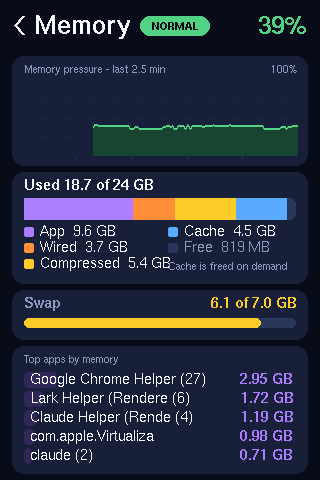 Memory NORMAL 39%
Memory pressure - last 2.5 min 100%
Used 18.7 of 24 GB
App 9.6 GB Cache 4.5 GB
Wired 3.7 GB Free 819 MB
Compressed 5.4 GB Cache is freed on demand
Swap 6.1 of 7.0 GB
Top apps by memory
Google Chrome Helper (27) 2.95 GB
Lark Helper (Rendere (6) 1.72 GB
Claude Helper (Rende (4) 1.19 GB
com.apple.Virtualiza 0.98 GB
claude (2) 0.71 GB